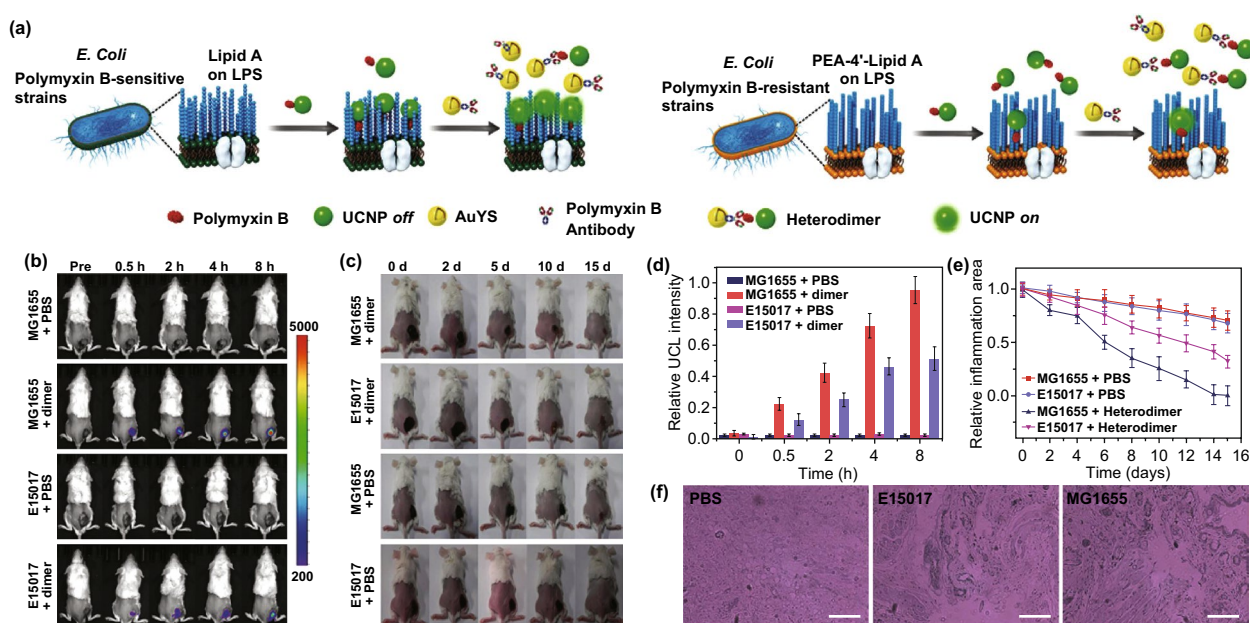 (a)
E. Coli
Polymyxin B-sensitive
strains
Lipid A
on LPS
E. Coli
Polymyxin B-resistant
strains
PEA-4'-Lipid A
on LPS
Polymyxin B
UCNP off
AuYS
Polymyxin B
Antibody
Heterodimer
UCNP on
(b)
Pre 0.5 h 2 h 4 h 8 h
MG1655
+ PBS
MG1655
+ dimer
E15017
+ PBS
E15017
+ dimer
5000
200
(c)
0 d 2 d 5 d 10 d 15 d
MG1655
+ dimer
E15017
+ dimer
MG1655
+ PBS
E15017
+ PBS
(d)
Relative UCL intensity
1.0
0.8
0.6
0.4
0.2
0.0
MG1655 + PBS
MG1655 + dimer
E15017 + PBS
E15017 + dimer
0 0.5 2 4 8
Time (h)
(e)
Relative inflammation area
1.0
0.5
0.0
MG1655 + PBS
E15017 + PBS
MG1655 + Heterodimer
E15017 + Heterodimer
0 2 4 6 8 10 12 14 16
Time (days)
(f)
PBS
E15017
MG1655